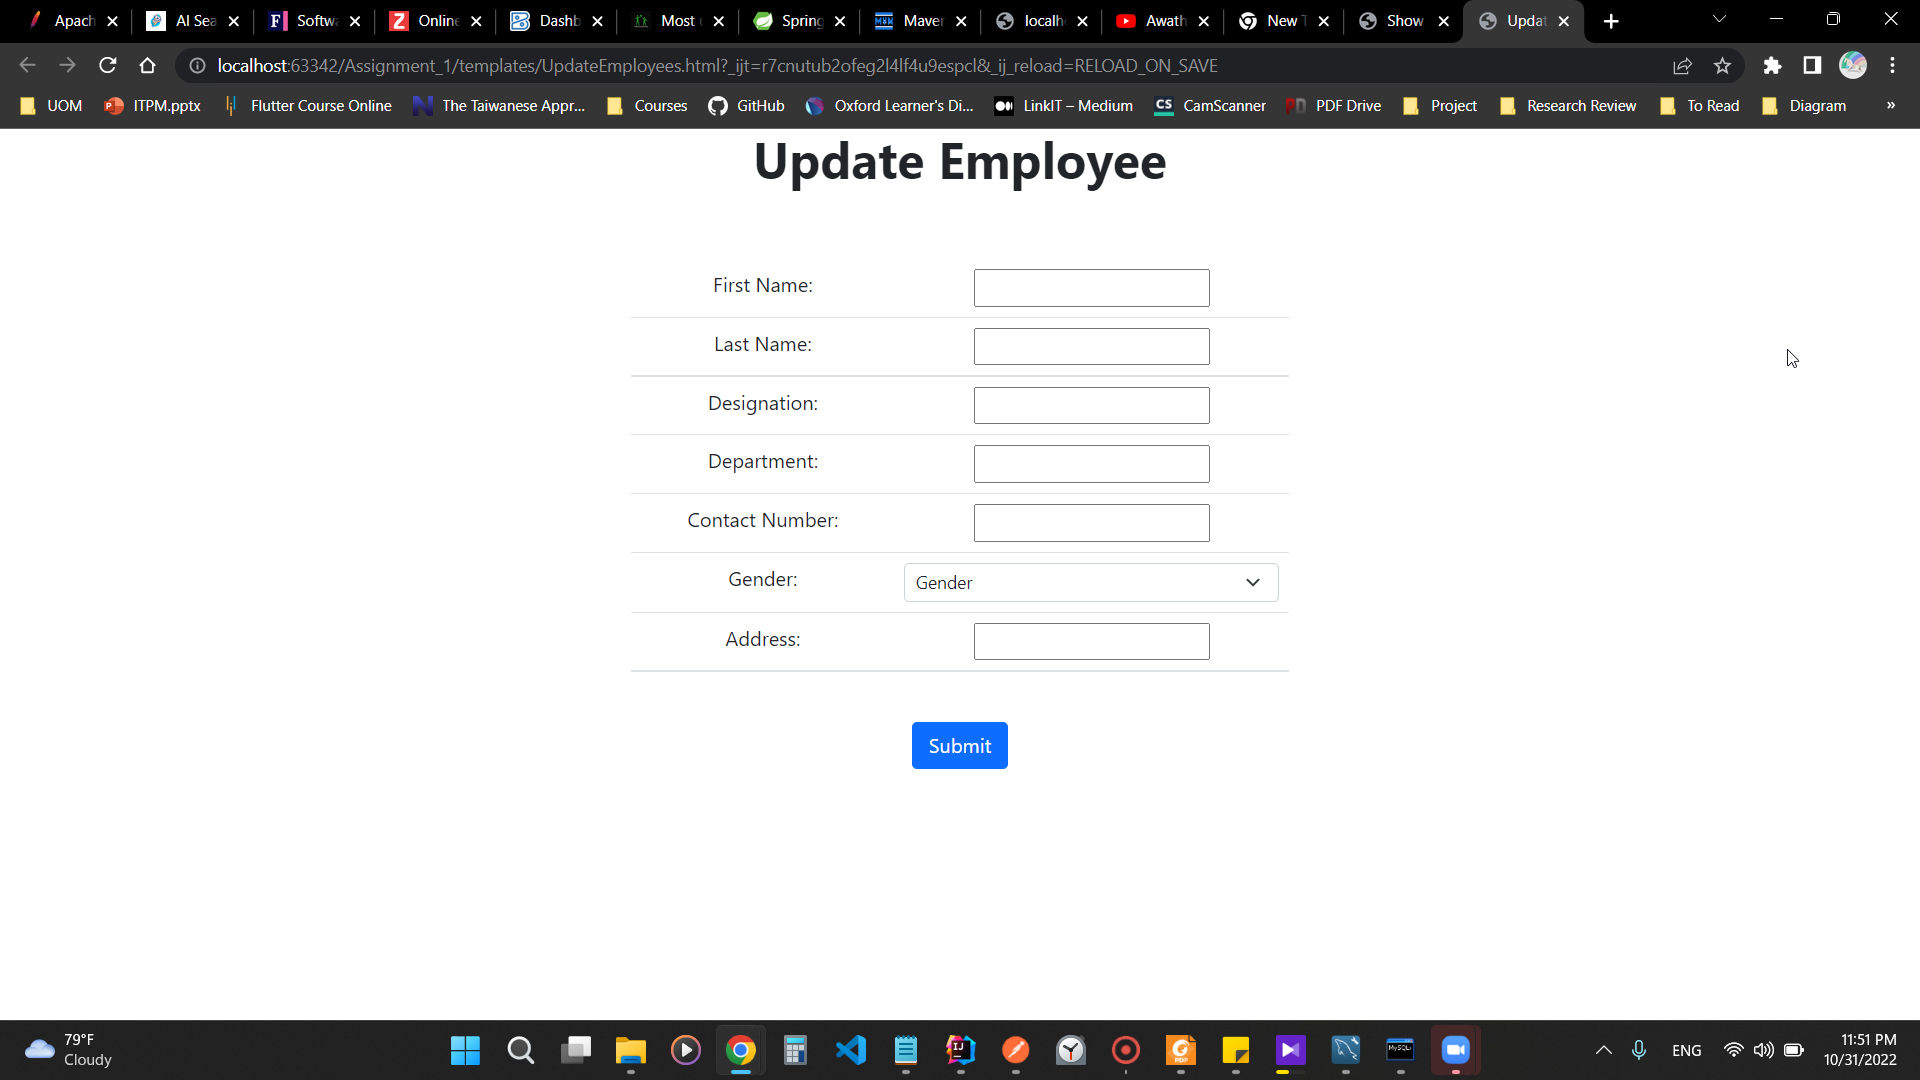 Apach
AI Sea
Softw
Online
Dashb
Most
Spring
Maven
localh
Awath
New T
Show
Updat
localhost:63342/Assignment_1/templates/UpdateEmployees.html?_ijt=r7cnutub2ofeg2l4lf4u9espcl&_ij_reload=RELOAD_ON_SAVE
UOM
ITPM.pptx
Flutter Course Online
The Taiwanese Appr...
Courses
GitHub
Oxford Learner's Di...
LinkIT – Medium
CS CamScanner
PDF Drive
Project
Research Review
To Read
Diagram
»
Update Employee
First Name:
Last Name:
Designation:
Department:
Contact Number:
Gender: Gender
Address:
Submit
79°F
Cloudy
ENG
11:51 PM
10/31/2022